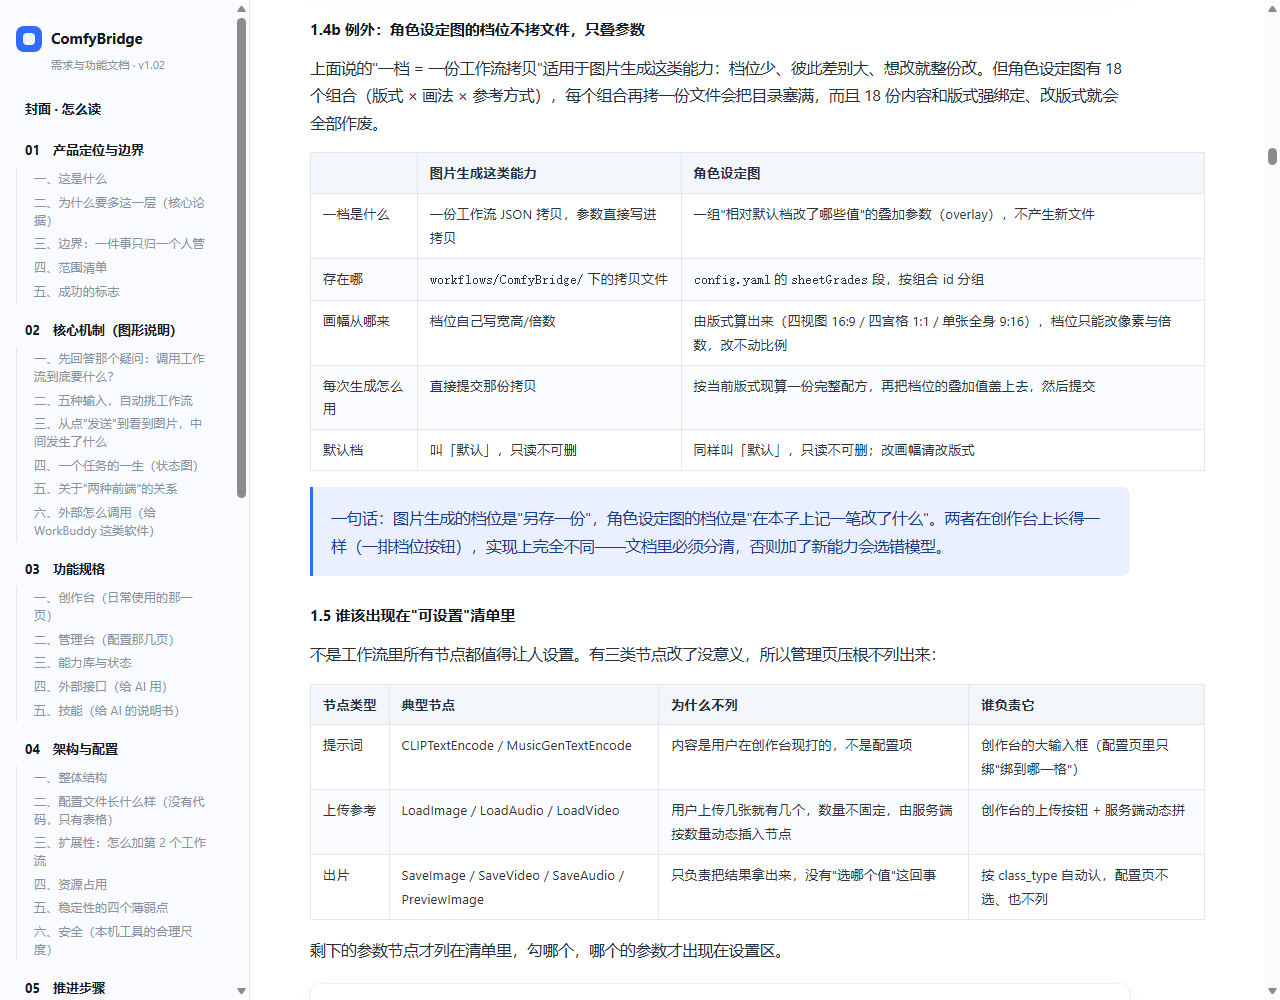 ComfyBridge
需求与功能文档 · v1.02
封面 · 怎么读
01 产品定位与边界
一、这是什么
二、为什么要多这一层（核心论
据）
三、边界：一件事只归一个人管
四、范围清单
五、成功的标志
02 核心机制（图形说明）
一、先回答那个疑问：调用工作
流到底要什么？
二、五种输入，自动挑工作流
三、从点"发送"到看到图片，中
间发生了什么
四、一个任务的一生（状态图）
五、关于"两种前端"的关系
六、外部怎么调用（给
WorkBuddy 这类软件）
03 功能规格
一、创作台（日常使用的那一
页）
二、管理台（配置那几页）
三、能力库与状态
四、外部接口（给 AI 用）
五、技能（给 AI 的说明书）
04 架构与配置
一、整体结构
二、配置文件长什么样（没有代
码，只有表格）
三、扩展性：怎么加第 2 个工作
流
四、资源占用
五、稳定性的四个薄弱点
六、安全（本机工具的合理尺
度）
05 推进步骤
1.4b 例外：角色设定图的档位不拷文件，只叠参数
上面说的"一档 = 一份工作流拷贝"适用于图片生成这类能力：档位少、彼此差别大、想改就整份改。但角色设定图有 18
个组合（版式 × 画法 × 参考方式），每个组合再拷一份文件会把目录塞满，而且 18 份内容和版式强绑定、改版式就会
全部作废。
图片生成这类能力 角色设定图
一档是什么 一份工作流 JSON 拷贝，参数直接写进 一组"相对默认档改了哪些值"的叠加参数（overlay），不产生新文件
拷贝
存在哪 workflows/ComfyBridge/ 下的拷贝文件 config.yaml 的 sheetGrades 段，按组合 id 分组
画幅从哪来 档位自己写宽高/倍数 由版式算出来（四视图 16:9 / 四宫格 1:1 / 单张全身 9:16），档位只能改像素与倍
数，改不动比例
每次生成怎么 直接提交那份拷贝 按当前版式现算一份完整配方，再把档位的叠加值盖上去，然后提交
用
默认档 叫「默认」，只读不可删 同样叫「默认」，只读不可删；改画幅请改版式
一句话：图片生成的档位是"另存一份"，角色设定图的档位是"在本子上记一笔改了什么"。两者在创作台上长得一
样（一排档位按钮），实现上完全不同——文档里必须分清，否则加了新能力会选错模型。
1.5 谁该出现在"可设置"清单里
不是工作流里所有节点都值得让人设置。有三类节点改了没意义，所以管理页压根不列出来：
节点类型 典型节点 为什么不列 谁负责它
提示词 CLIPTextEncode / MusicGenTextEncode 内容是用户在创作台现打的，不是配置项 创作台的大输入框（配置页里只
绑"绑到哪一格"）
上传参考 LoadImage / LoadAudio / LoadVideo 用户上传几张就有几个，数量不固定，由服务端 创作台的上传按钮 + 服务端动态拼
按数量动态插入节点
出片 SaveImage / SaveVideo / SaveAudio / 只负责把结果拿出来，没有"选哪个值"这回事 按 class_type 自动认，配置页不
PreviewImage 选、也不列
剩下的参数节点才列在清单里，勾哪个，哪个的参数才出现在设置区。